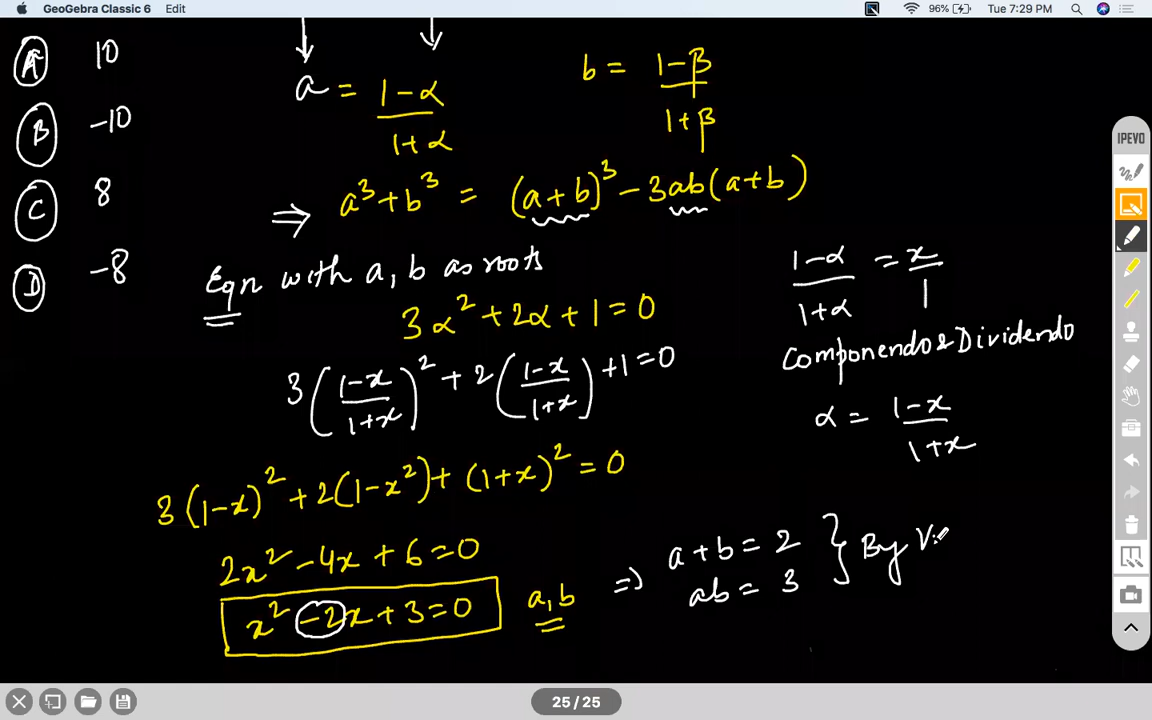 GeoGebra Classic 6 Edit 96% Tue 7:29 PM
A 10
B -10
C 8
D -8
a = (1-α)/(1+α) b = (1-β)/(1+β)
⇒ a³+b³ = (a+b)³ - 3ab(a+b)
Eqn with a, b as roots
3α² + 2α + 1 = 0
3((1-x)/(1+x))² + 2((1-x)/(1+x)) + 1 = 0
3(1-x)² + 2(1-x²) + (1+x)² = 0
2x² - 4x + 6 = 0
x² - 2x + 3 = 0 a, b
(1-α)/(1+α) = x/1
Componendo & Dividendo
α = (1-x)/(1+x)
⇒ a+b = 2
ab = 3 } By
IPEVO
25/25